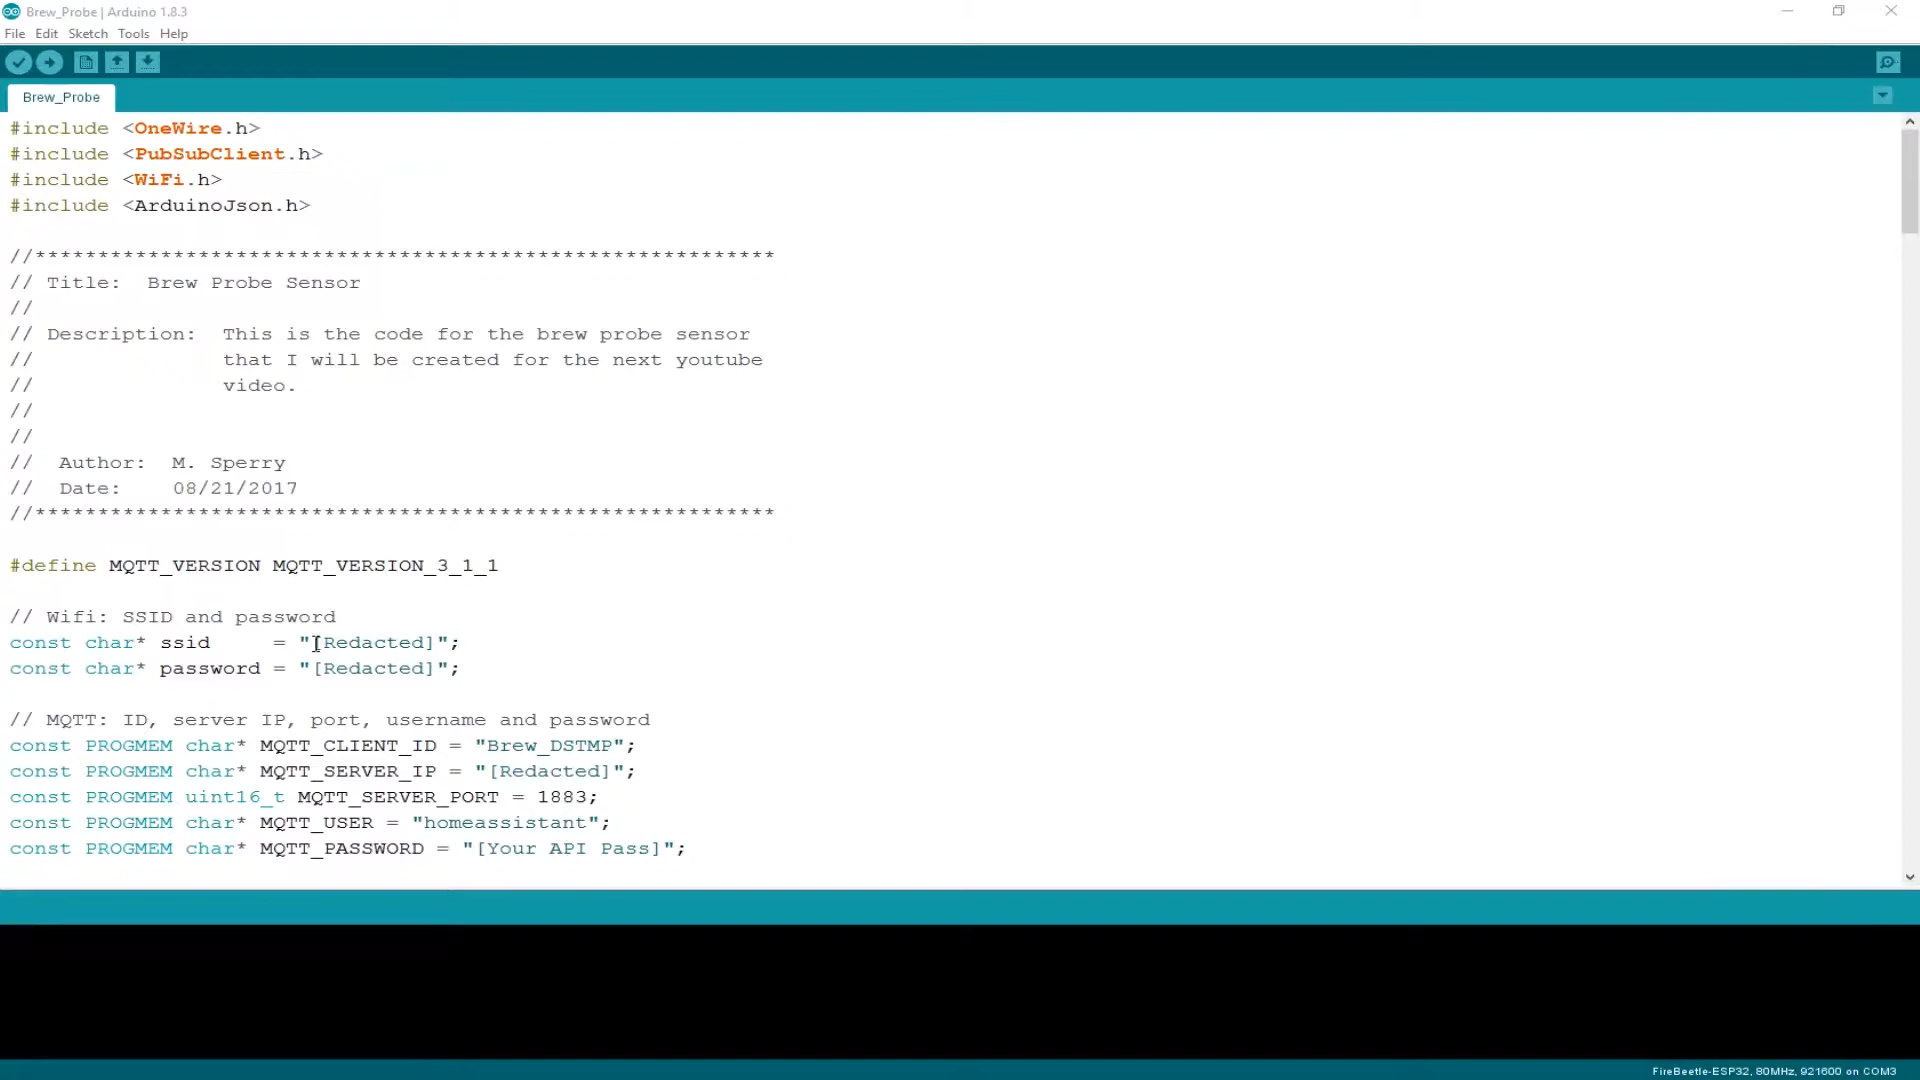 Brew_Probe | Arduino 1.8.3
File Edit Sketch Tools Help
Brew_Probe
#include <OneWire.h>
#include <PubSubClient.h>
#include <WiFi.h>
#include <ArduinoJson.h>
//***********************************************************
// Title:  Brew Probe Sensor
//
// Description:  This is the code for the brew probe sensor
//               that I will be created for the next youtube
//               video.
//
//
//  Author:  M. Sperry
//  Date:    08/21/2017
//***********************************************************
#define MQTT_VERSION MQTT_VERSION_3_1_1
// Wifi: SSID and password
const char* ssid     = "[Redacted]";
const char* password = "[Redacted]";
// MQTT: ID, server IP, port, username and password
const PROGMEM char* MQTT_CLIENT_ID = "Brew_DSTMP";
const PROGMEM char* MQTT_SERVER_IP = "[Redacted]";
const PROGMEM uint16_t MQTT_SERVER_PORT = 1883;
const PROGMEM char* MQTT_USER = "homeassistant";
const PROGMEM char* MQTT_PASSWORD = "[Your API Pass]";
FireBeetle-ESP32, 80MHz, 921600 on COM3